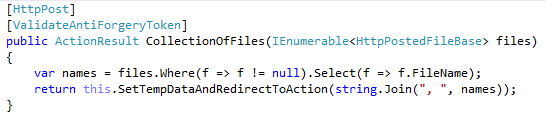 [HttpPost]
[ValidateAntiForgeryToken]
public ActionResult CollectionOfFiles(IEnumerable<HttpPostedFileBase> files)
{
    var names = files.Where(f => f != null).Select(f => f.FileName);
    return this.SetTempDataAndRedirectToAction(string.Join(", ", names));
}